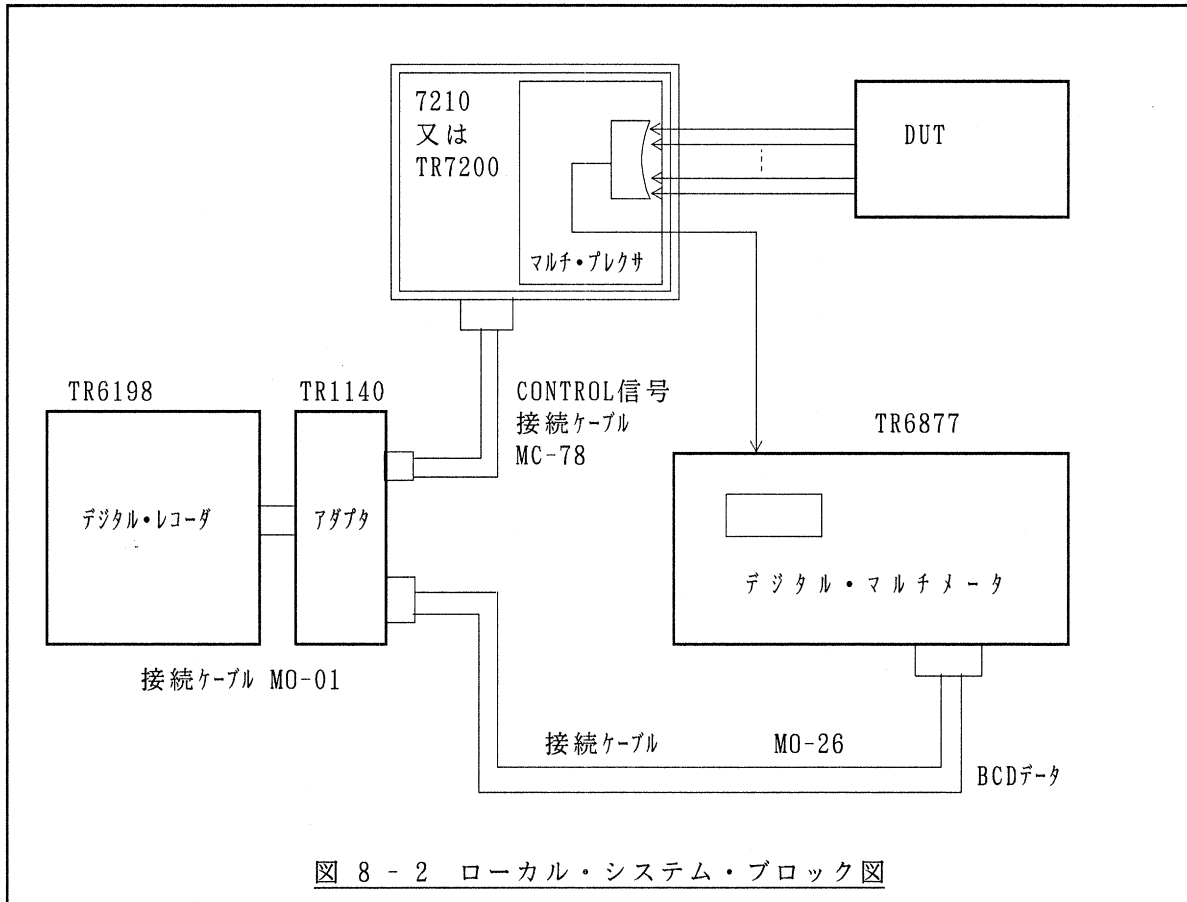 7210
又は
TR7200
マルチ・プレクサ
DUT
TR6198
TR1140
CONTROL信号
接続ケーブル
MC-78
TR6877
デジタル・レコーダ
アダプタ
デジタル・マルチメータ
接続ケーブル MO-01
接続ケーブル MO-26
BCDデータ
図 8 - 2 ローカル・システム・ブロック図